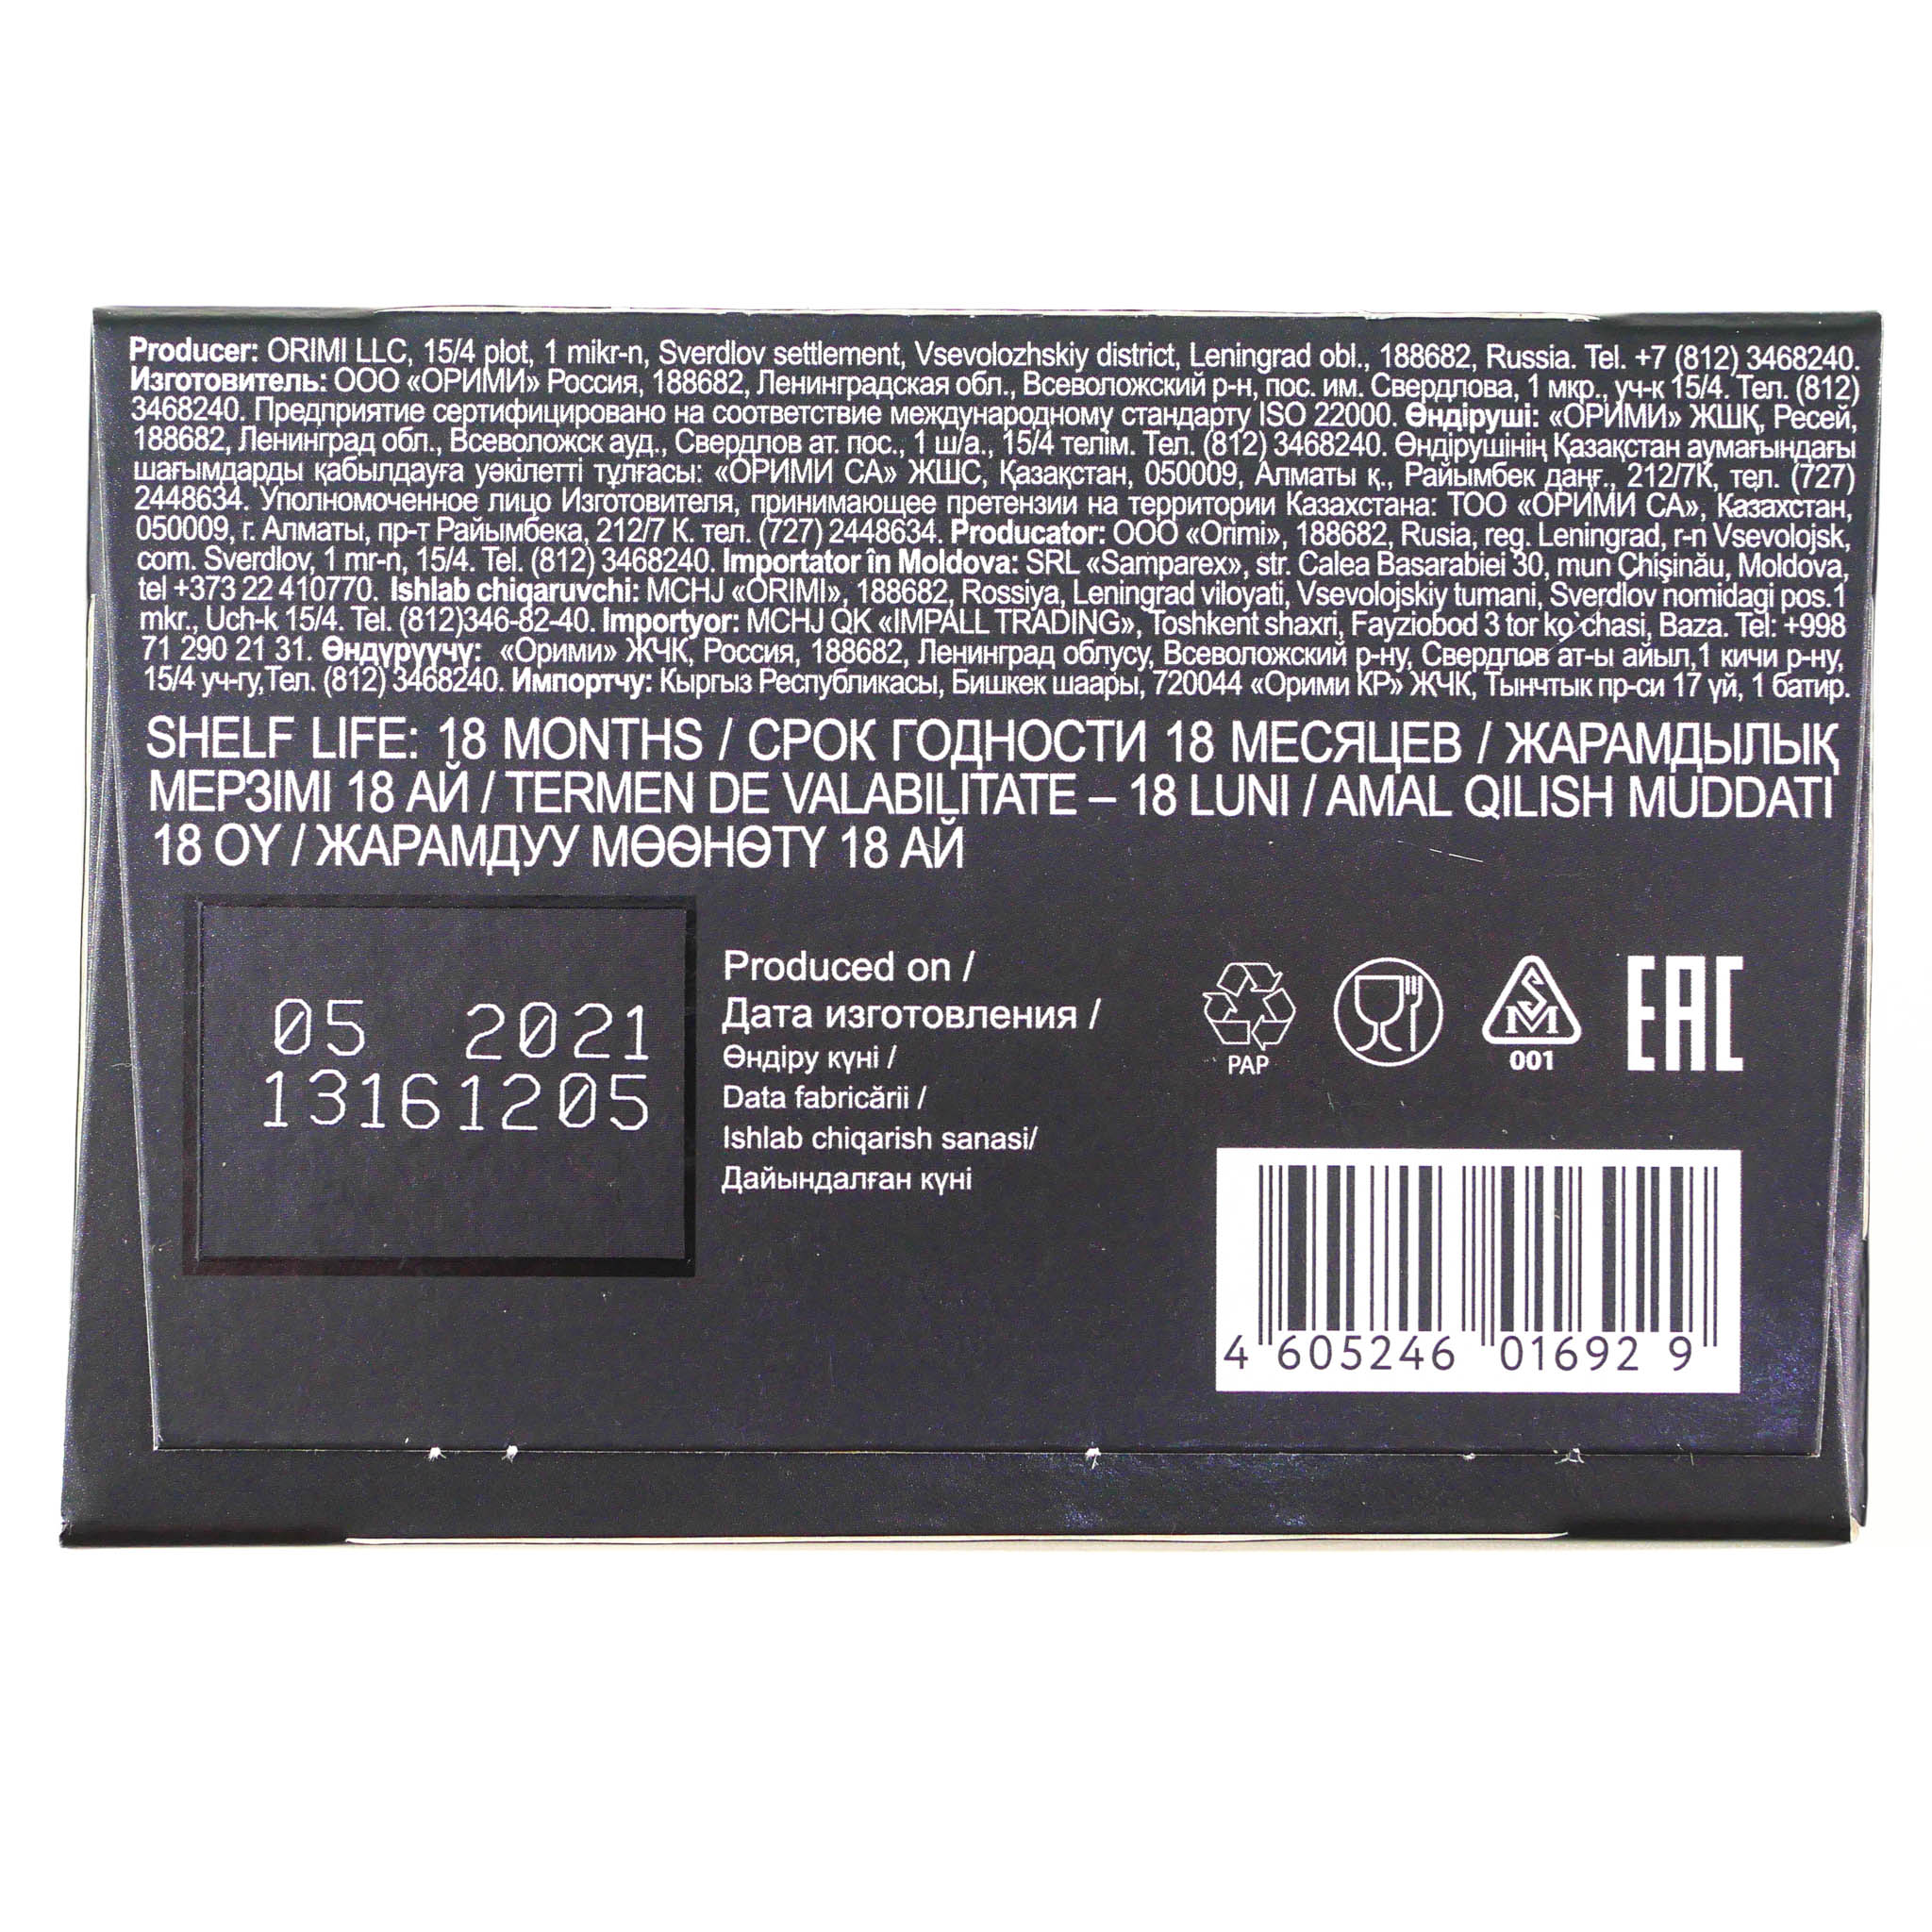 Producer: ORIMI LLC, 15/4 plot, 1 mikr-n, Sverdlov settlement, Vsevolozhskiy district, Leningrad obl., 188682, Russia. Tel. +7 (812) 3468240.
Изготовитель: ООО «ОРИМИ» Россия, 188682, Ленинградская обл., Всеволожский р-н, пос. им. Свердлова, 1 мкр., уч-к 15/4. Тел. (812)
3468240. Предприятие сертифицировано на соответствие международному стандарту ISO 22000. Өндіруші: «ОРИМИ» ЖШҚ, Ресей,
188682, Ленинград обл., Всеволожск ауд., Свердлов ат. пос., 1 ш/а., 15/4 телім. Тел. (812) 3468240. Өндірушінің Қазақстан аумағындағы
шағымдарды қабылдауға уәкілетті тұлғасы: «ОРИМИ СА» ЖШС, Қазақстан, 050009, Алматы қ., Райымбек даңғ., 212/7К, тел. (727)
2448634. Уполномоченное лицо Изготовителя, принимающее претензии на территории Казахстана: ТОО «ОРИМИ СА», Казахстан,
050009, г. Алматы, пр-т Райымбека, 212/7 К. тел. (727) 2448634. Producator: OOO «Orimi», 188682, Rusia, reg. Leningrad, r-n Vsevolojsk,
com. Sverdlov, 1 mr-n, 15/4. Tel. (812) 3468240. Importator în Moldova: SRL «Samparex», str. Calea Basarabiei 30, mun Chişinău, Moldova,
tel +373 22 410770. Ishlab chiqaruvchi: MCHJ «ORIMI», 188682, Rossiya, Leningrad viloyati, Vsevolojskiy tumani, Sverdlov nomidagi pos.1
mkr., Uch-k 15/4. Tel. (812)346-82-40. Importyor: MCHJ QK «IMPALL TRADING», Toshkent shaxri, Fayziobod 3 tor ko`chasi, Baza. Tel: +998
71 290 21 31. Өндүрүүчү: «Орими» ЖЧК, Россия, 188682, Ленинград облусу, Всеволожский р-ну, Свердлов ат-ы айыл,1 кичи р-ну,
15/4 уч-гу,Тел. (812) 3468240. Импортчу: Кыргыз Республикасы, Бишкек шаары, 720044 «Орими КР» ЖЧК, Тынчтык пр-си 17 үй, 1 батир.
SHELF LIFE: 18 MONTHS / СРОК ГОДНОСТИ 18 МЕСЯЦЕВ / ЖАРАМДЫЛЫҚ
МЕРЗІМІ 18 АЙ / TERMEN DE VALABILITATE – 18 LUNI / AMAL QILISH MUDDATI
18 OY / ЖАРАМДУУ МӨӨНӨТҮ 18 АЙ
05 2021
13161205
Produced on /
Дата изготовления /
Өндіру күні /
Data fabricării /
Ishlab chiqarish sanasi/
Дайындалған күні
PAP
SM
001
EAC
4 605246 01692 9